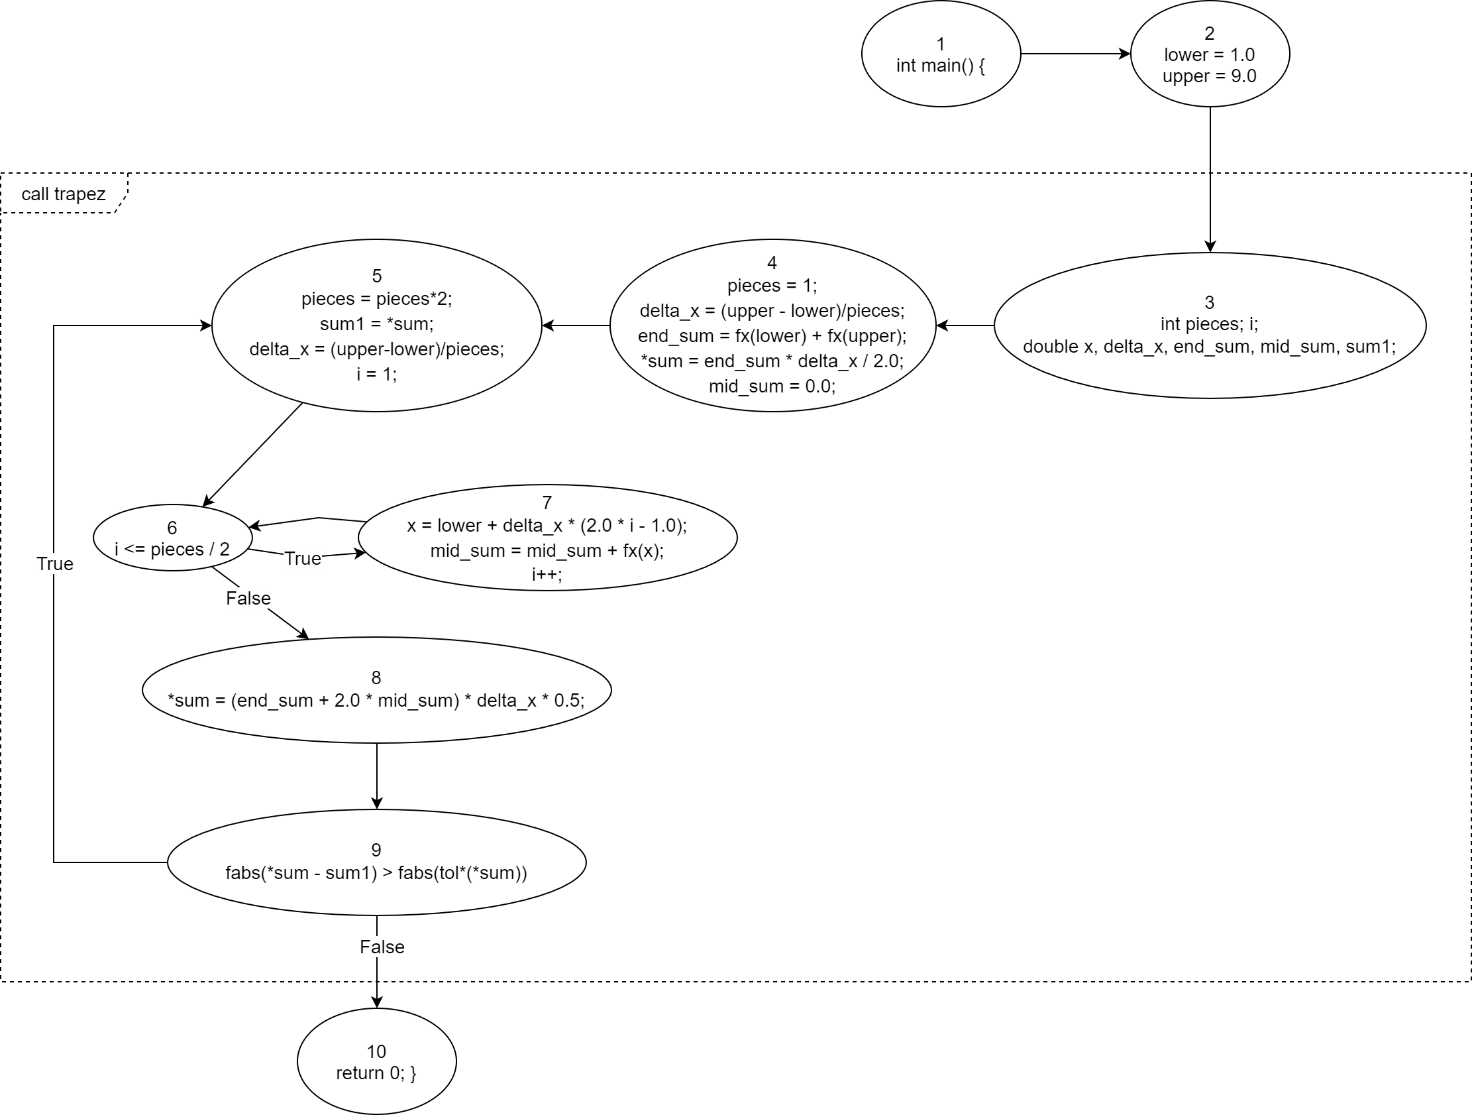 1
int main() {
2
lower = 1.0
upper = 9.0
call trapez
3
int pieces; i;
double x, delta_x, end_sum, mid_sum, sum1;
4
pieces = 1;
delta_x = (upper - lower)/pieces;
end_sum = fx(lower) + fx(upper);
*sum = end_sum * delta_x / 2.0;
mid_sum = 0.0;
5
pieces = pieces*2;
sum1 = *sum;
delta_x = (upper-lower)/pieces;
i = 1;
6
i <= pieces / 2
True
7
x = lower + delta_x * (2.0 * i - 1.0);
mid_sum = mid_sum + fx(x);
i++;
True
False
8
*sum = (end_sum + 2.0 * mid_sum) * delta_x * 0.5;
9
fabs(*sum - sum1) > fabs(tol*(*sum))
False
10
return 0; }